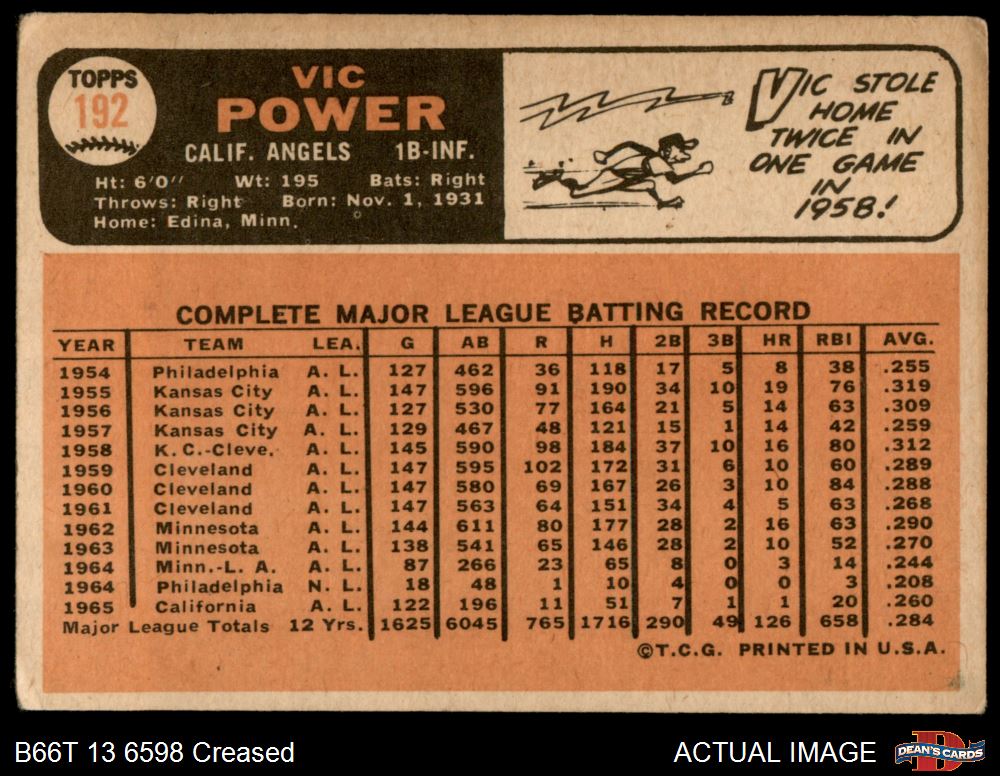 TOPPS
192
VIC
POWER
CALIF. ANGELS 1B-INF.
Ht: 6'0" Wt: 195 Bats: Right
Throws: Right Born: Nov. 1, 1931
Home: Edina, Minn.
VIC STOLE
HOME
TWICE IN
ONE GAME
IN
1958!
COMPLETE MAJOR LEAGUE BATTING RECORD
YEAR TEAM LEA. G AB R H 2B 3B HR RBI AVG.
1954 Philadelphia A. L. 127 462 36 118 17 5 8 38 .255
1955 Kansas City A. L. 147 596 91 190 34 10 19 76 .319
1956 Kansas City A. L. 127 530 77 164 21 5 14 63 .309
1957 Kansas City A. L. 129 467 48 121 15 1 14 42 .259
1958 K. C.-Cleve. A. L. 145 590 98 184 37 10 16 80 .312
1959 Cleveland A. L. 147 595 102 172 31 6 10 60 .289
1960 Cleveland A. L. 147 580 69 167 26 3 10 84 .288
1961 Cleveland A. L. 147 563 64 151 34 4 5 63 .268
1962 Minnesota A. L. 144 611 80 177 28 2 16 63 .290
1963 Minnesota A. L. 138 541 65 146 28 2 10 52 .270
1964 Minn.-L. A. A. L. 87 266 23 65 8 0 3 14 .244
1964 Philadelphia N. L. 18 48 1 10 4 0 0 3 .208
1965 California A. L. 122 196 11 51 7 1 1 20 .260
Major League Totals 12 Yrs. 1625 6045 765 1716 290 49 126 658 .284
©T.C.G. PRINTED IN U.S.A.
B66T 13 6598 Creased
ACTUAL IMAGE
DEAN'S CARDS